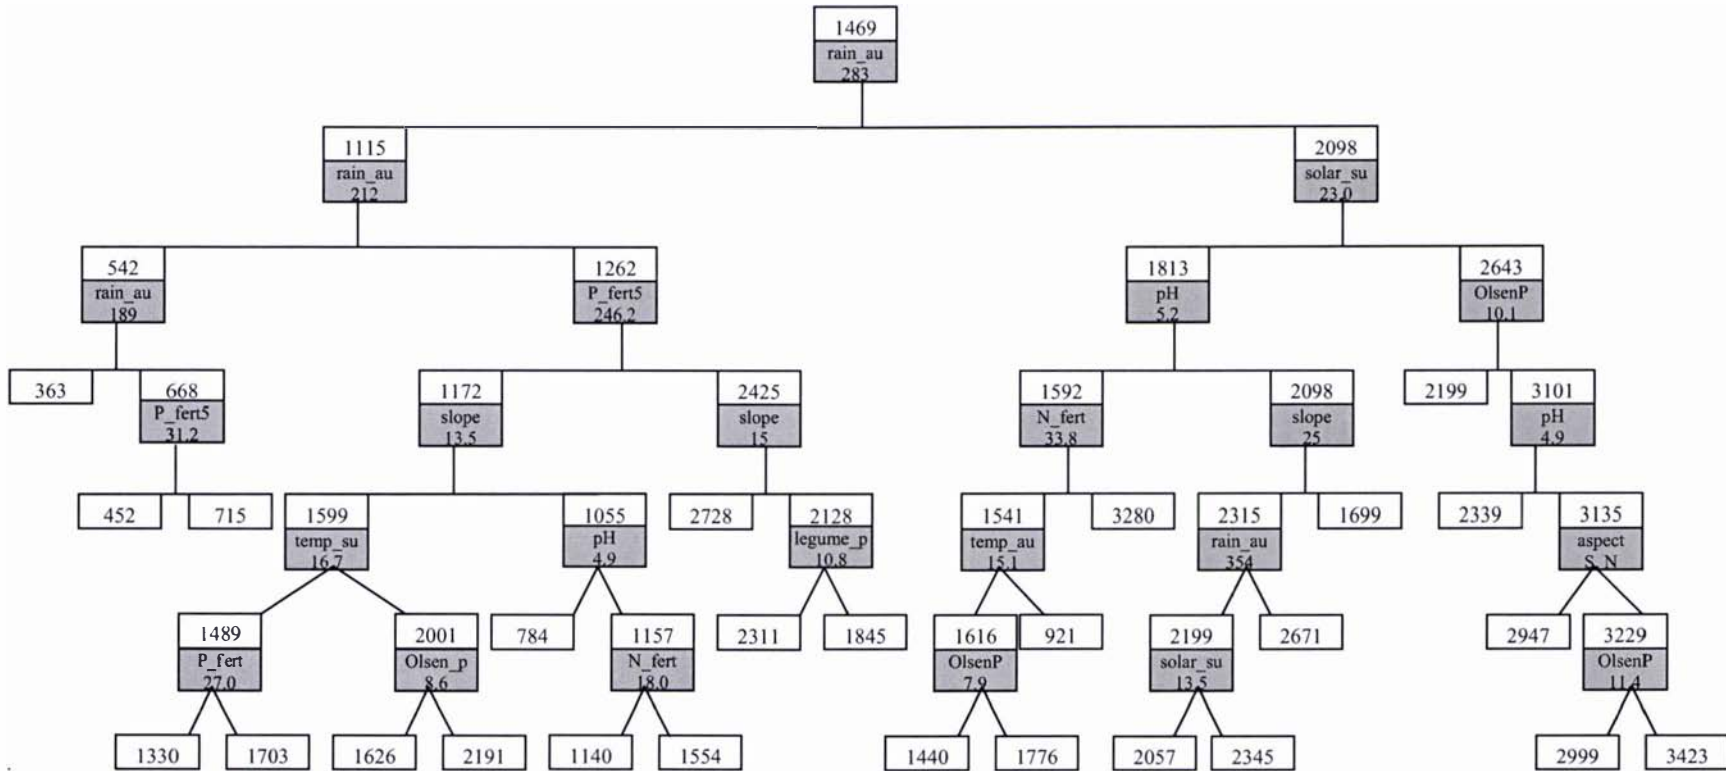 1469
rain_au
283
1115
rain_au
212
2098
solar_su
23.0
542
rain_au
189
1262
P_fert5
246.2
1813
pH
5.2
2643
OlsenP
10.1
363
668
P_fert5
31.2
1172
slope
13.5
2425
slope
15
1592
N_fert
33.8
2098
slope
25
2199
3101
pH
4.9
452
715
1599
temp_su
16.7
1055
pH
4.9
2728
2128
legume_p
10.8
1541
temp_au
15.1
3280
2315
rain_au
354
1699
2339
3135
aspect
S_N
1489
P_fert
27.0
2001
Olsen_p
8.6
784
1157
N_fert
18.0
2311
1845
1616
OlsenP
7.9
921
2199
solar_su
13.5
2671
2947
3229
OlsenP
11.4
1330
1703
1626
2191
1140
1554
1440
1776
2057
2345
2999
3423